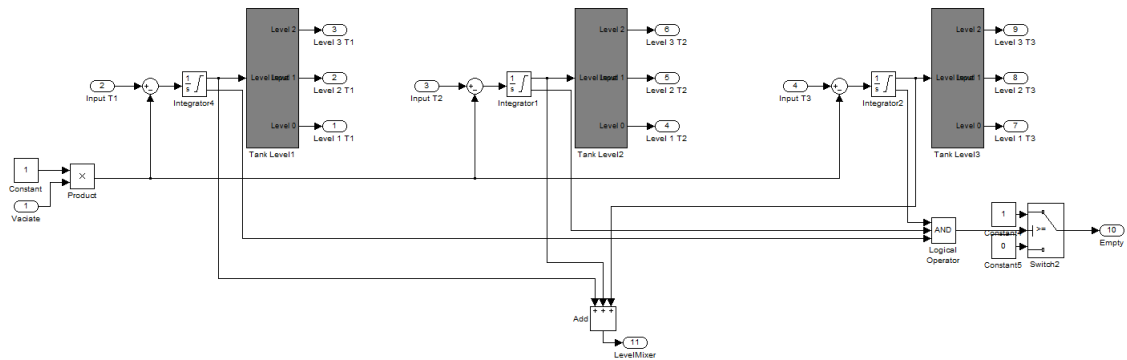 Level 2
3
Level 3 T1
2
Input T1
+
-
1
s
Integrator4
1
2
Level 2 T1
Level 0
1
Level 1 T1
Tank Level1
Level 2
6
Level 3 T2
3
Input T2
+
-
1
s
Integrator1
1
5
Level 2 T2
Level 0
4
Level 1 T2
Tank Level2
Level 2
9
Level 3 T3
4
Input T3
+
-
1
s
Integrator2
1
8
Level 2 T3
Level 0
7
Level 1 T3
Tank Level3
1
Constant
×
Product
1
Vaciate
AND
Logical
Operator
1
0
Constant5
>=
Switch2
10
Empty
Add
+ + +
11
LevelMixer